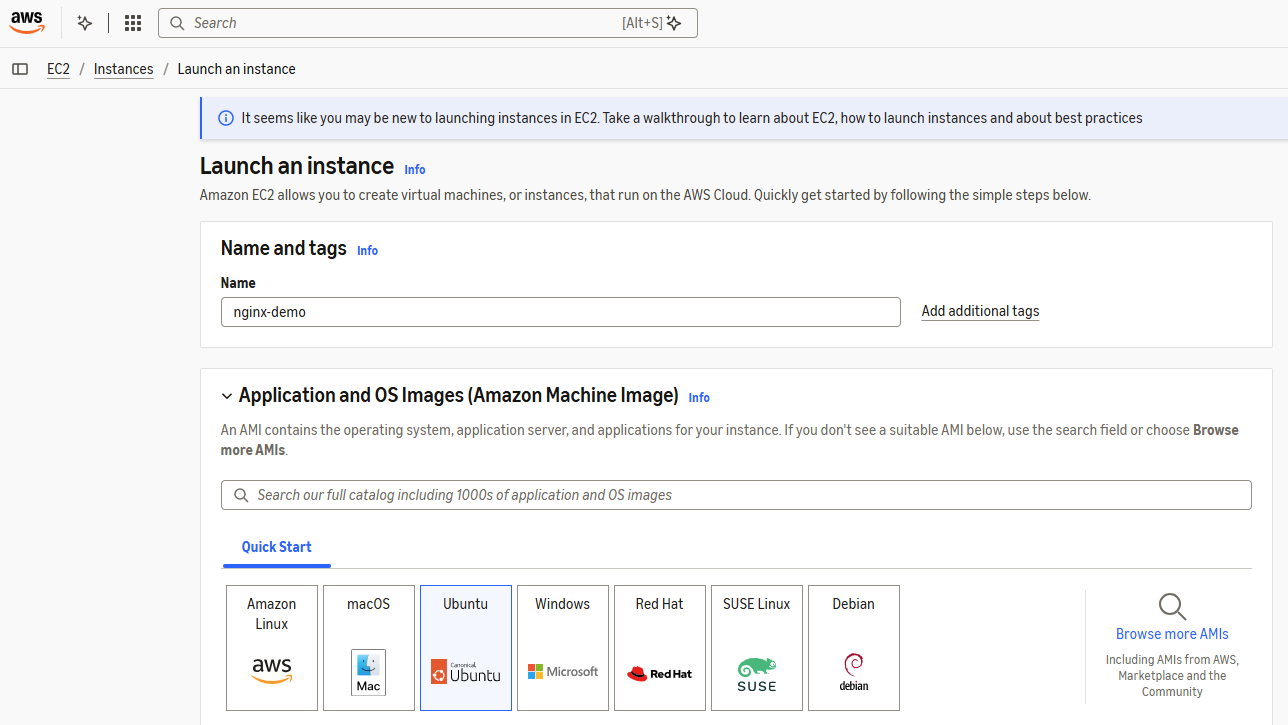 aws
Search [Alt+S]
EC2 / Instances / Launch an instance
It seems like you may be new to launching instances in EC2. Take a walkthrough to learn about EC2, how to launch instances and about best practices
Launch an instance Info
Amazon EC2 allows you to create virtual machines, or instances, that run on the AWS Cloud. Quickly get started by following the simple steps below.
Name and tags Info
Name
nginx-demo
Add additional tags
Application and OS Images (Amazon Machine Image) Info
An AMI contains the operating system, application server, and applications for your instance. If you don't see a suitable AMI below, use the search field or choose Browse
more AMIs.
Search our full catalog including 1000s of application and OS images
Quick Start
Amazon
Linux
aws
macOS
Mac
Ubuntu
Canonical
Ubuntu
Windows
Microsoft
Red Hat
Red Hat
SUSE Linux
SUSE
Debian
debian
Browse more AMIs
Including AMIs from AWS,
Marketplace and the
Community